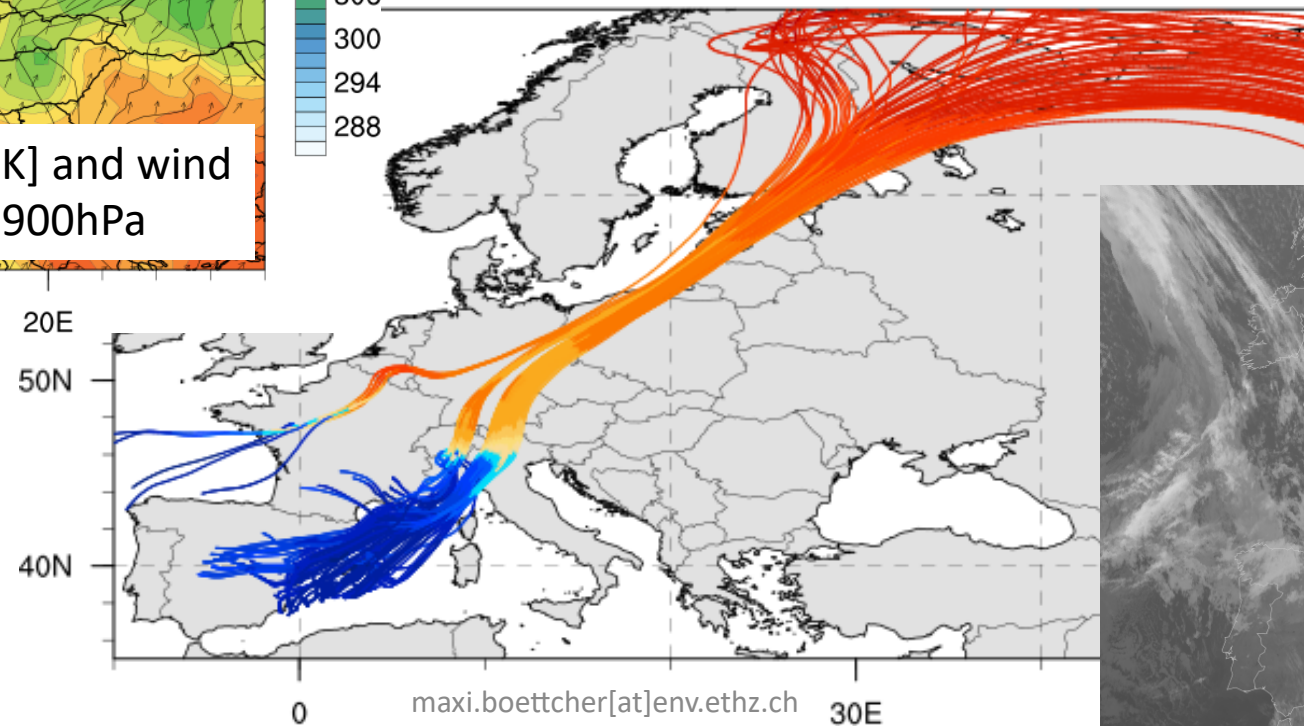 300
294
288
K] and wind
900hPa
20E
50N
40N
0
30E
maxi.boettcher[at]env.ethz.ch